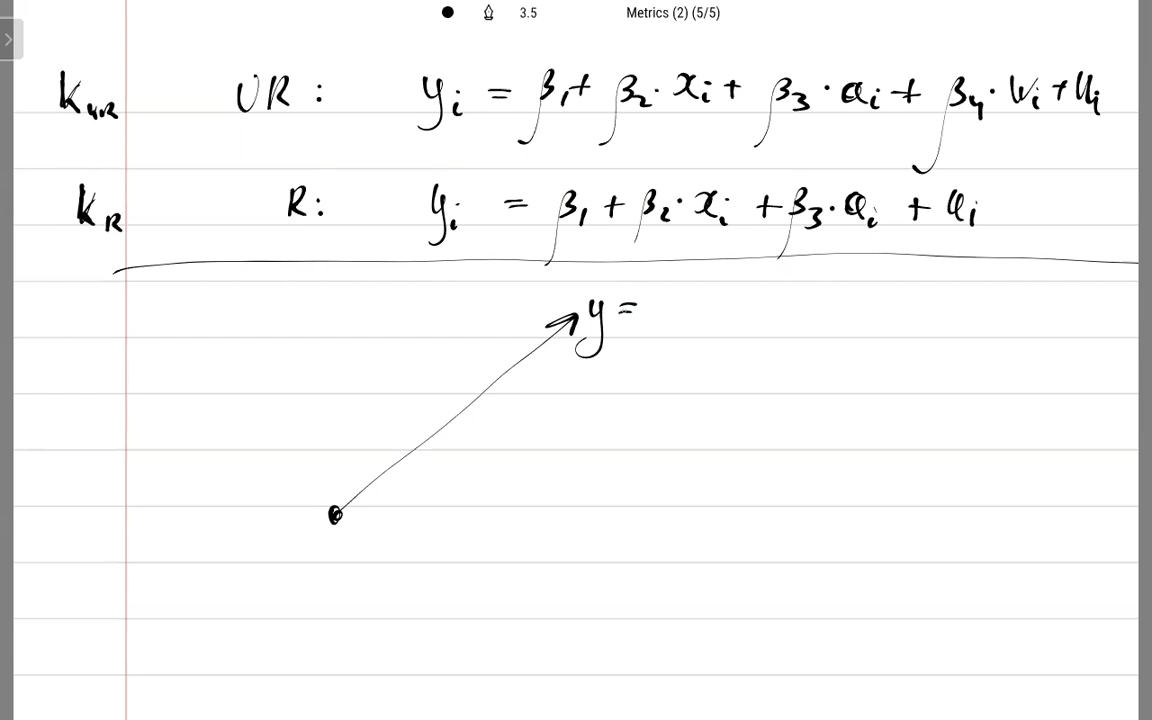 3.5 Metrics (2) (5/5)
k_UR UR: y_i = β_1 + β_2 · x_i + β_3 · a_i + β_4 · w_i + u_i
k_R R: y_i = β_1 + β_2 · x_i + β_3 · a_i + u_i
y =